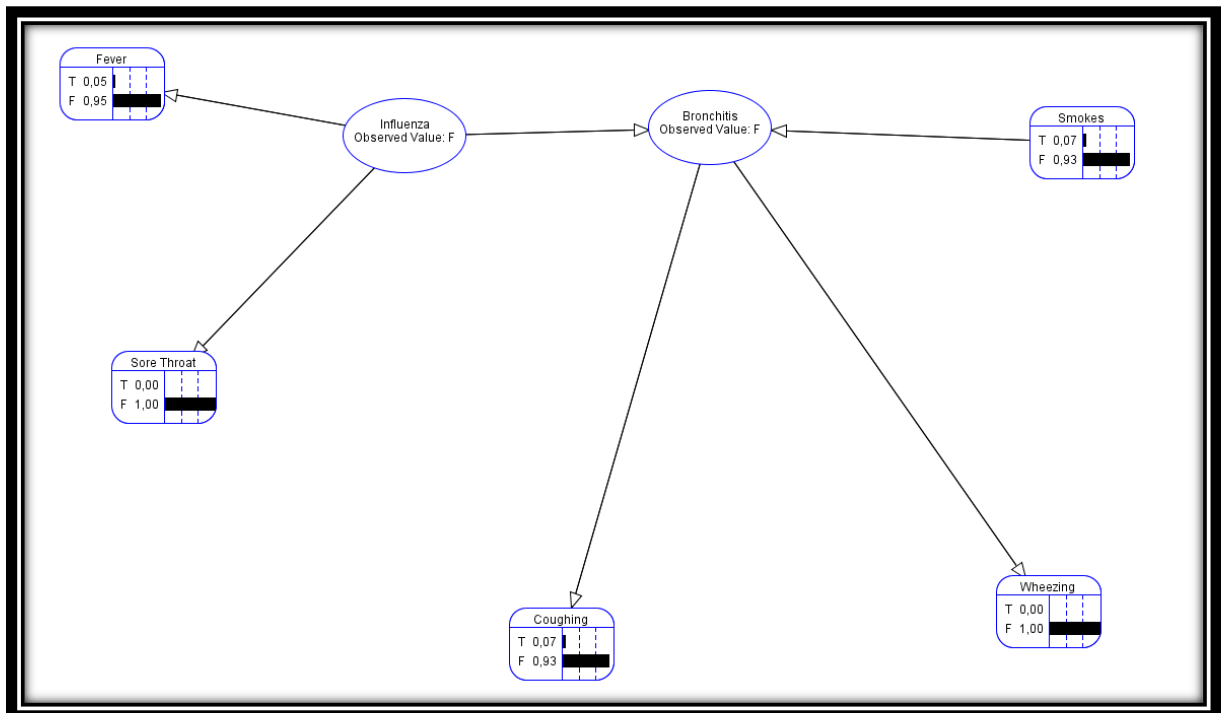 Fever
T 0,05
F 0,95
Influenza
Observed Value: F
Bronchitis
Observed Value: F
Smokes
T 0,07
F 0,93
Sore Throat
T 0,00
F 1,00
Coughing
T 0,07
F 0,93
Wheezing
T 0,00
F 1,00